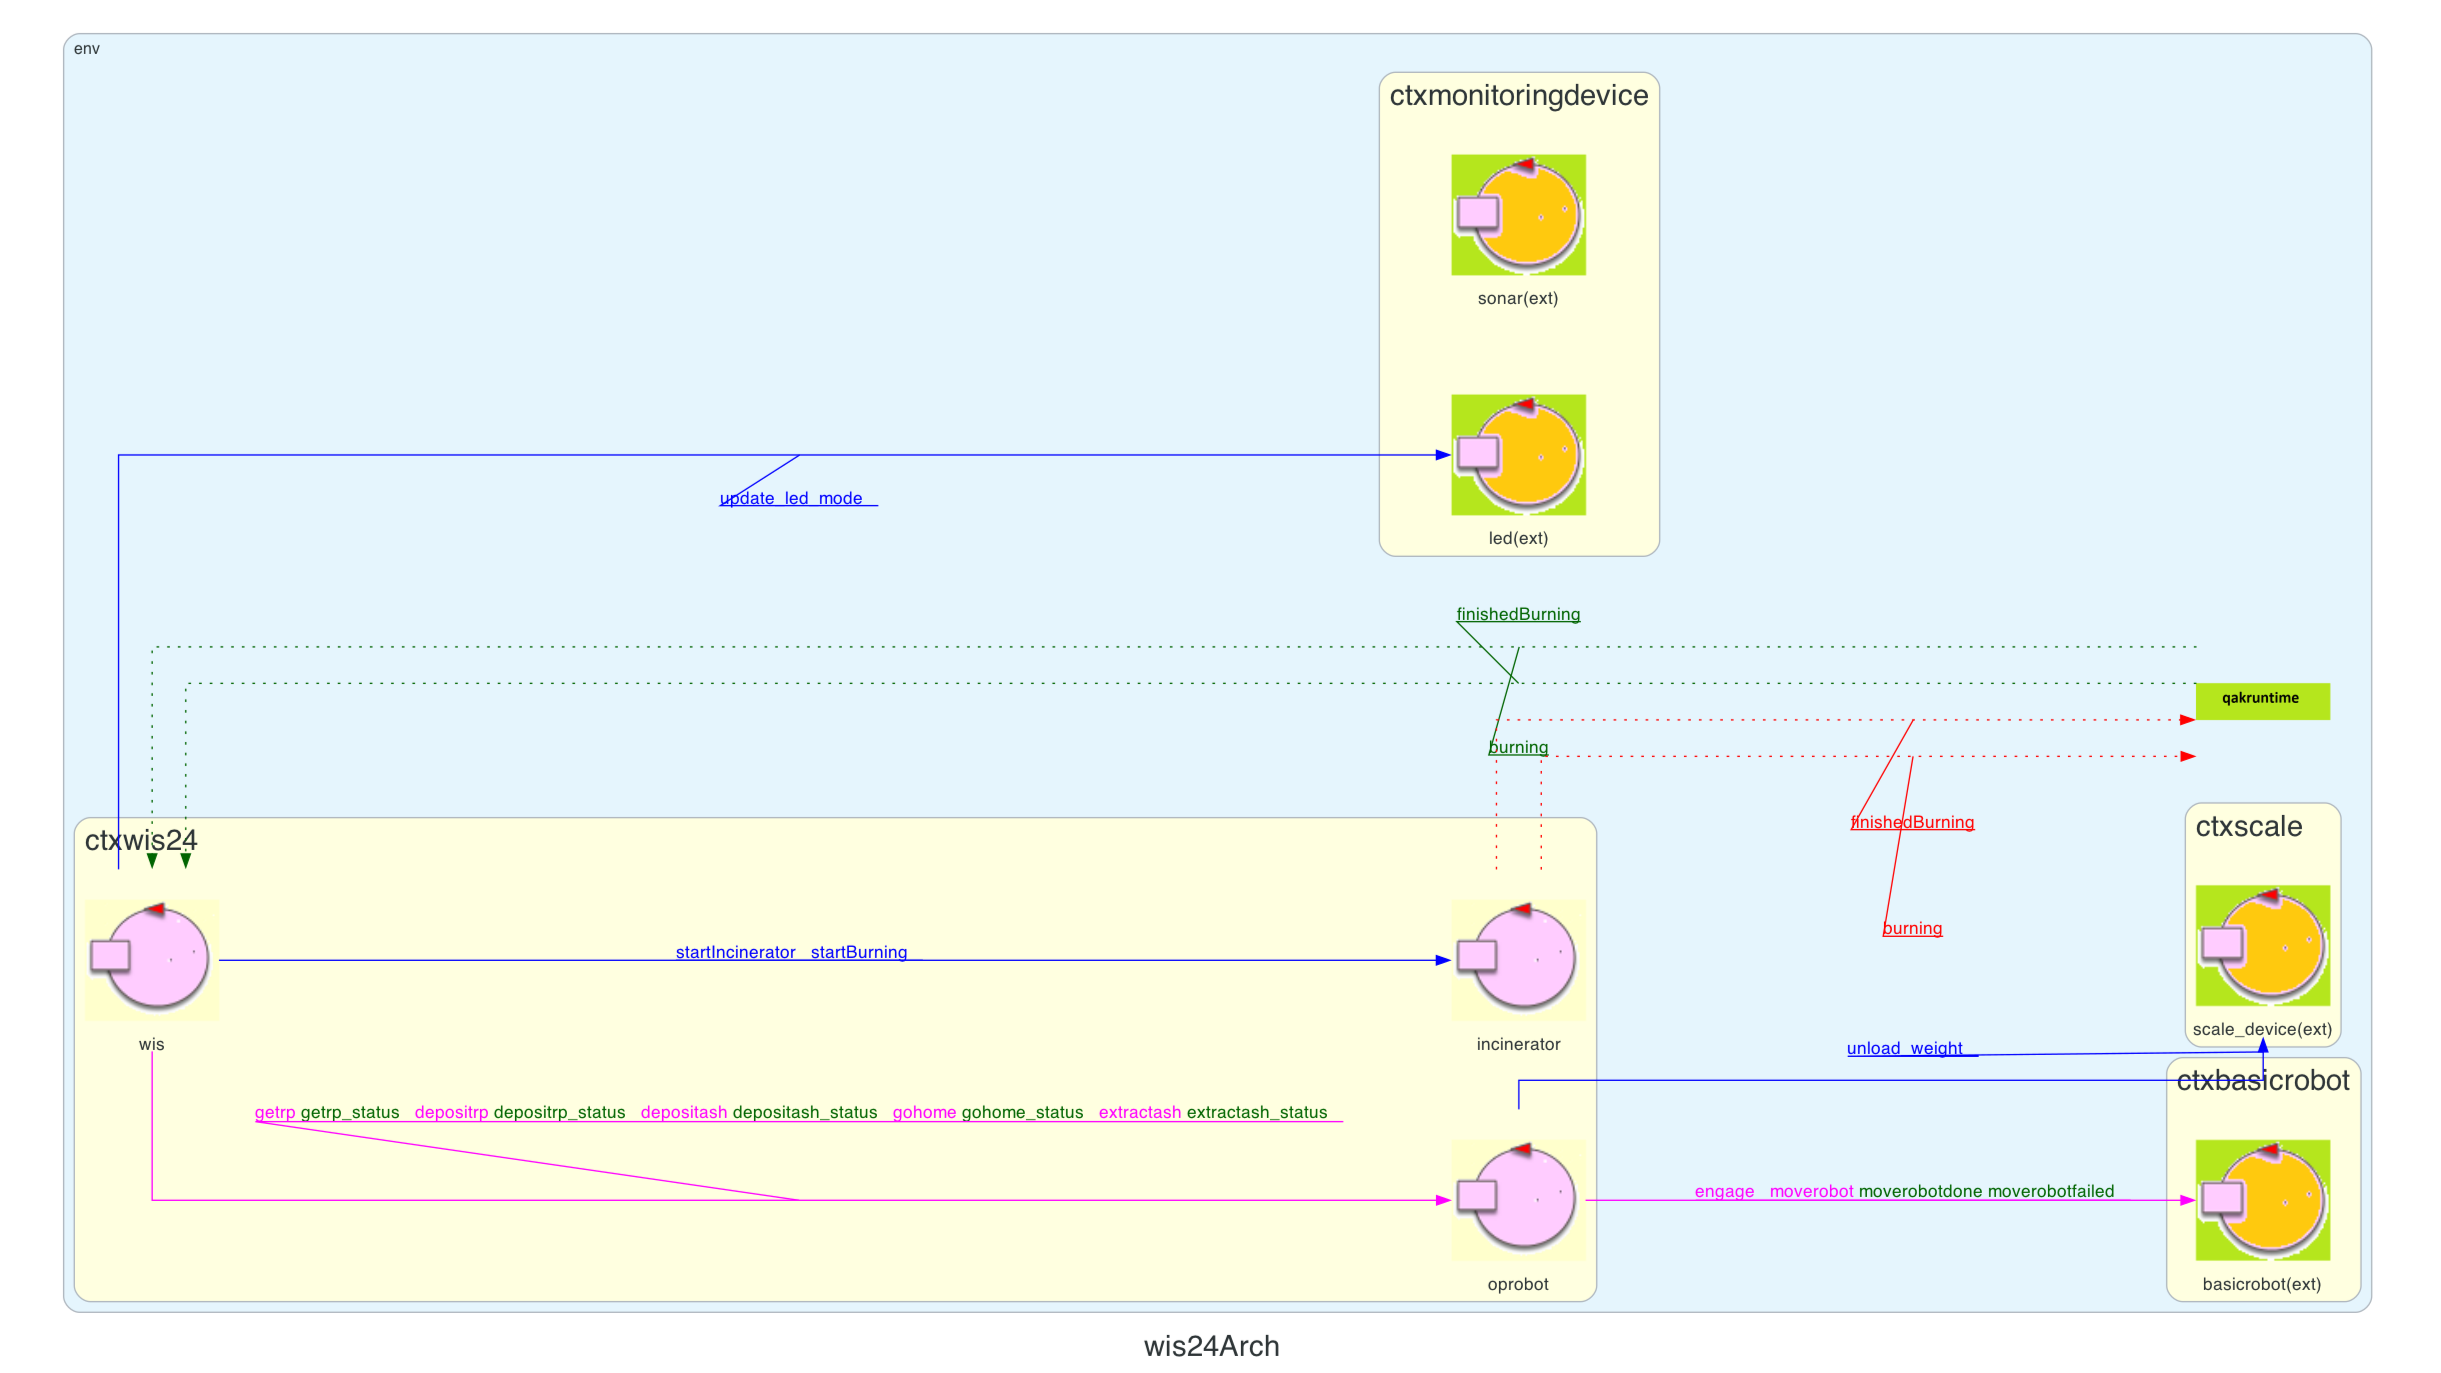 env
ctxmonitoringdevice
sonar(ext)
update_led_mode
led(ext)
finishedBurning
qakruntime
burning
finishedBurning
ctxwis24
ctxscale
burning
startIncinerator startBurning
scale_device(ext)
wis
incinerator
unload_weight
ctxbasicrobot
getrp getrp_status depositrp depositrp_status depositash depositash_status gohome gohome_status extractash extractash_status
engage moverobot moverobotdone moverobotfailed
oprobot
basicrobot(ext)
wis24Arch